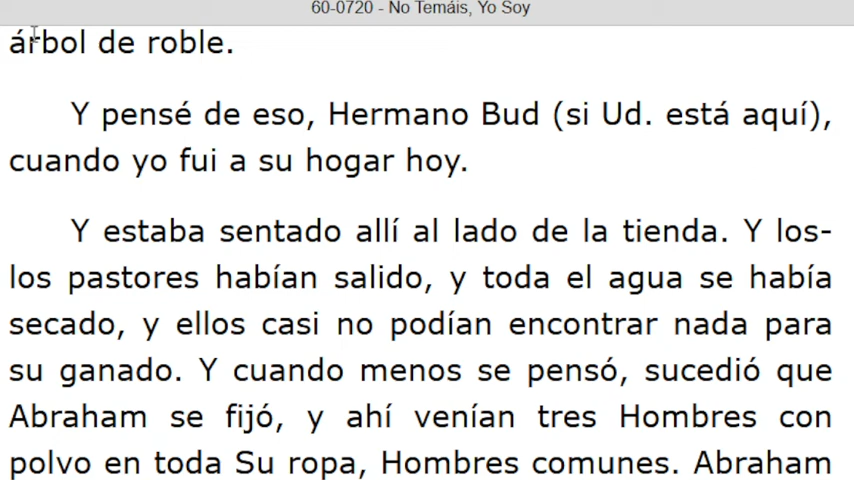 60-0720 - No Temáis, Yo Soy
árbol de roble.
Y pensé de eso, Hermano Bud (si Ud. está aquí),
cuando yo fui a su hogar hoy.
Y estaba sentado allí al lado de la tienda. Y los-
los pastores habían salido, y toda el agua se había
secado, y ellos casi no podían encontrar nada para
su ganado. Y cuando menos se pensó, sucedió que
Abraham se fijó, y ahí venían tres Hombres con
polvo en toda Su ropa, Hombres comunes. Abraham